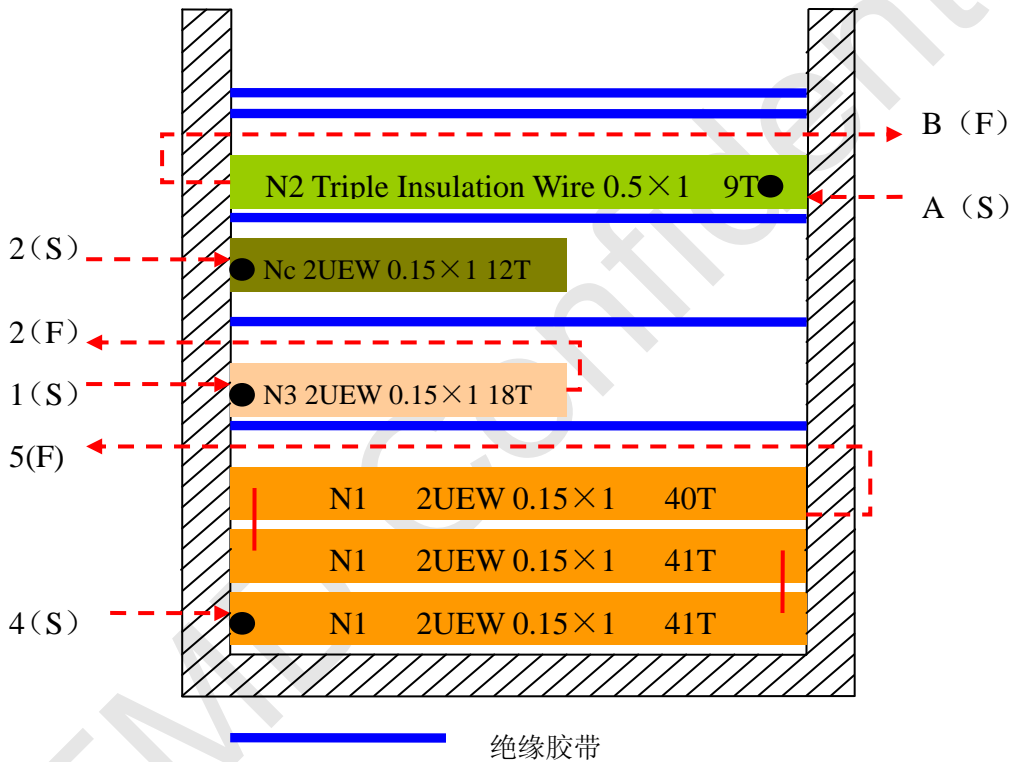 B（F）
N2 Triple Insulation Wire 0.5×1 9T
A（S）
2（S）
Nc 2UEW 0.15×1 12T
2（F）
1（S）
N3 2UEW 0.15×1 18T
5(F)
N1 2UEW 0.15×1 40T
N1 2UEW 0.15×1 41T
4（S）
N1 2UEW 0.15×1 41T
绝缘胶带